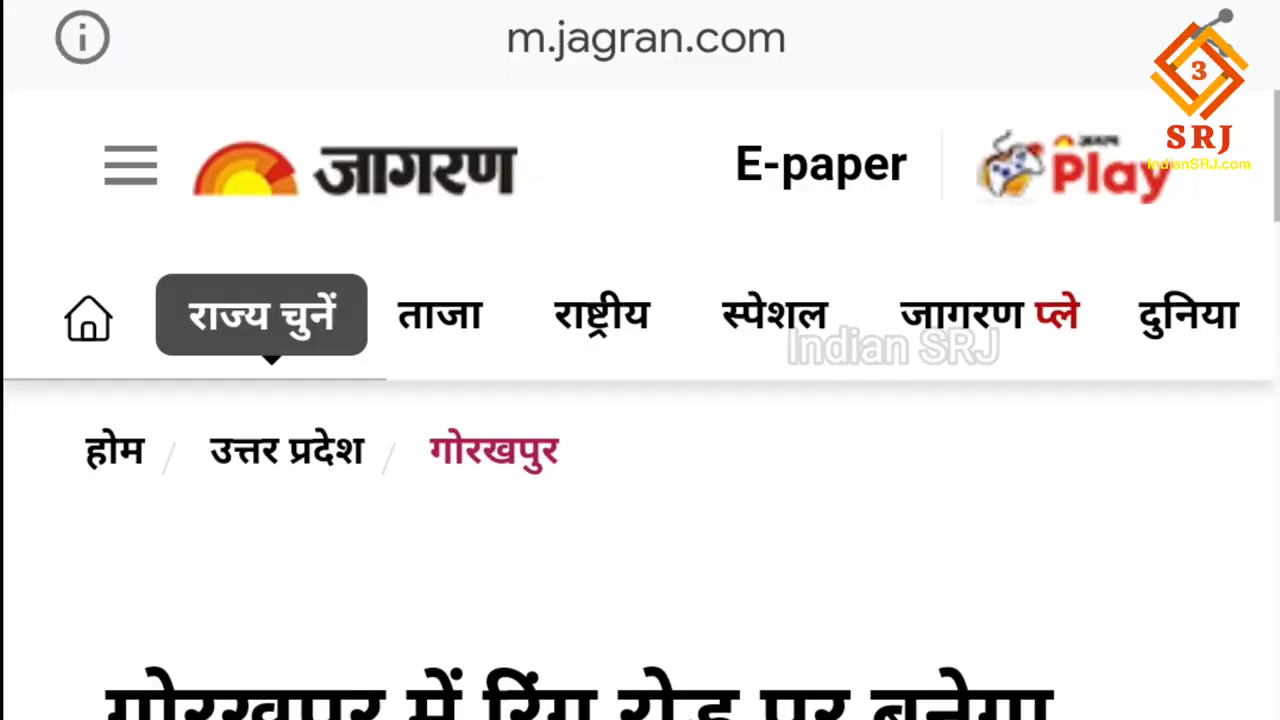 m.jagran.com
3
SRJ
IndianSRJ.com
जागरण
E-paper
Play
राज्य चुनें
ताजा
राष्ट्रीय
स्पेशल
जागरण प्ले
दुनिया
Indian SRJ
होम / उत्तर प्रदेश / गोरखपुर
गोरखपुर में रिंग रोड पर बनेगा